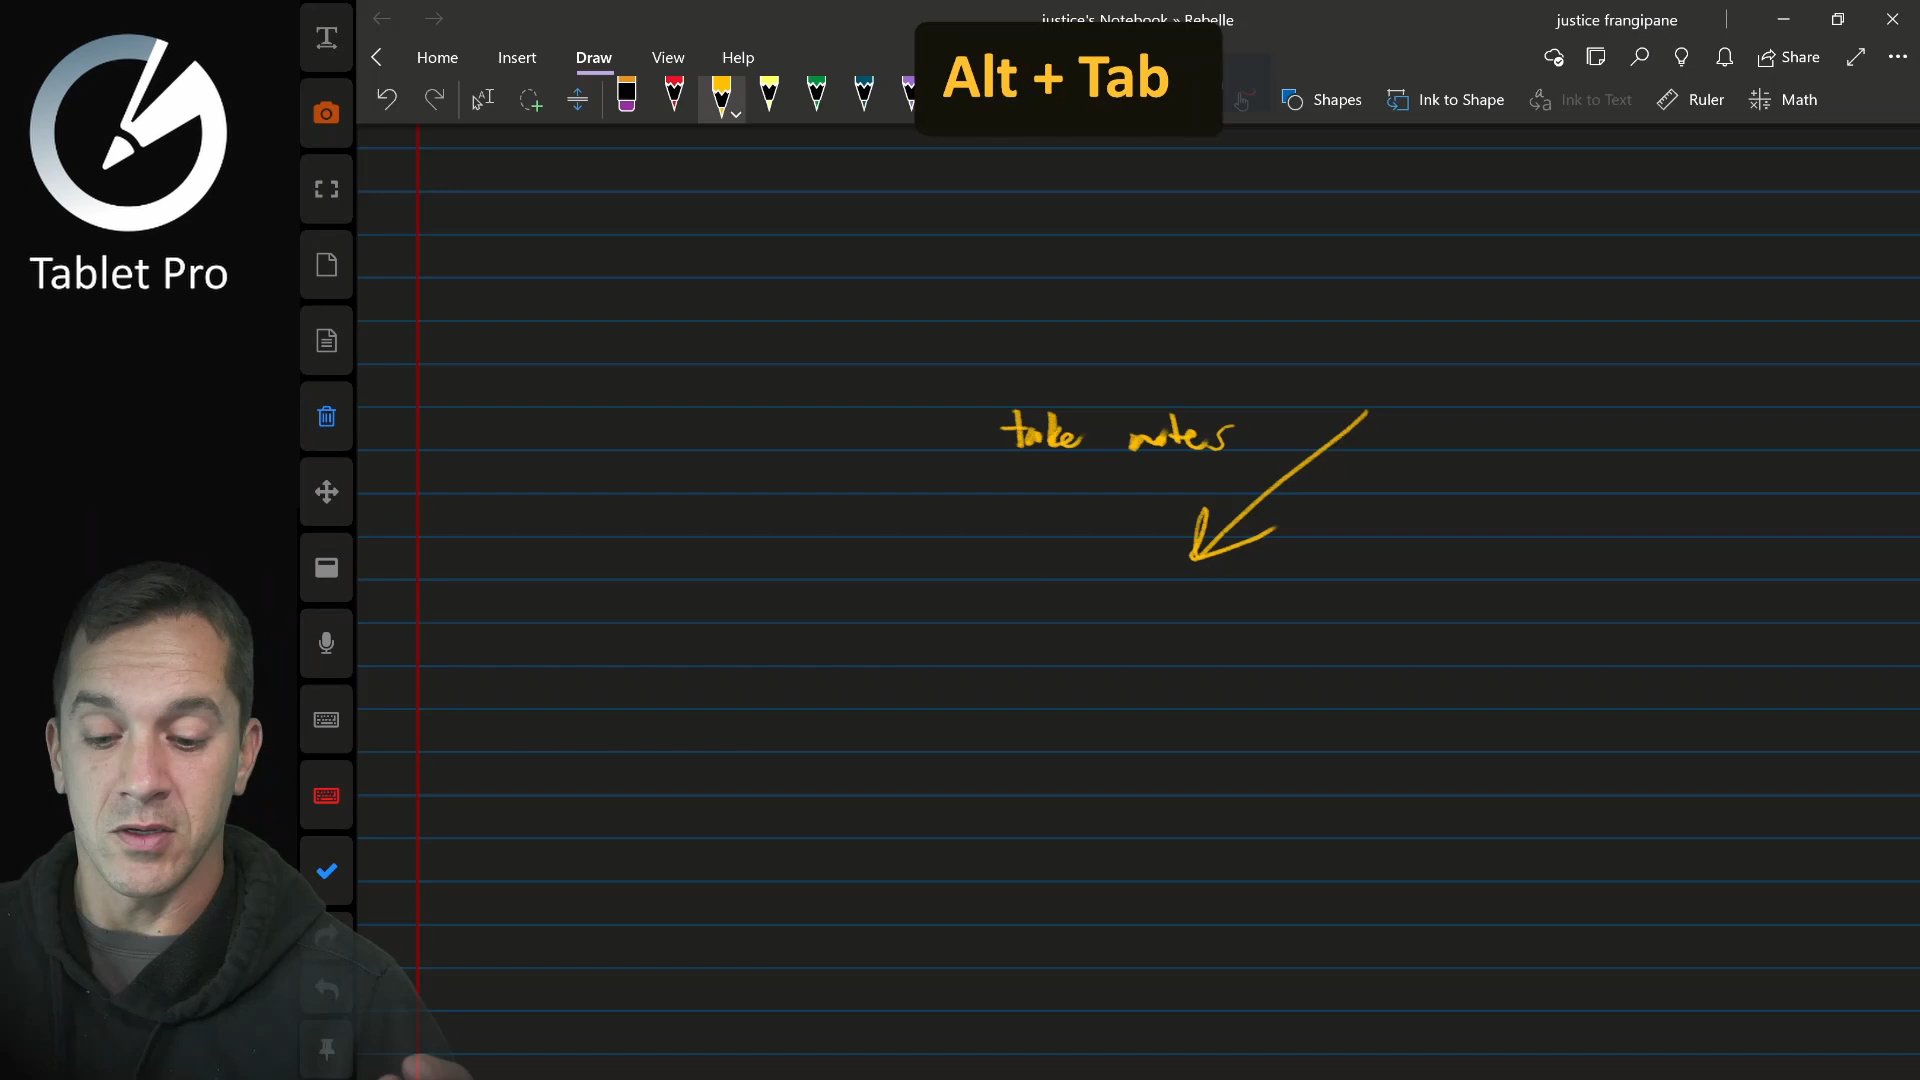 justice's Notebook » Rebelle
justice frangipane
Home Insert Draw View Help
Share
Alt + Tab
Shapes Ink to Shape Ink to Text Ruler Math
Tablet Pro
take notes